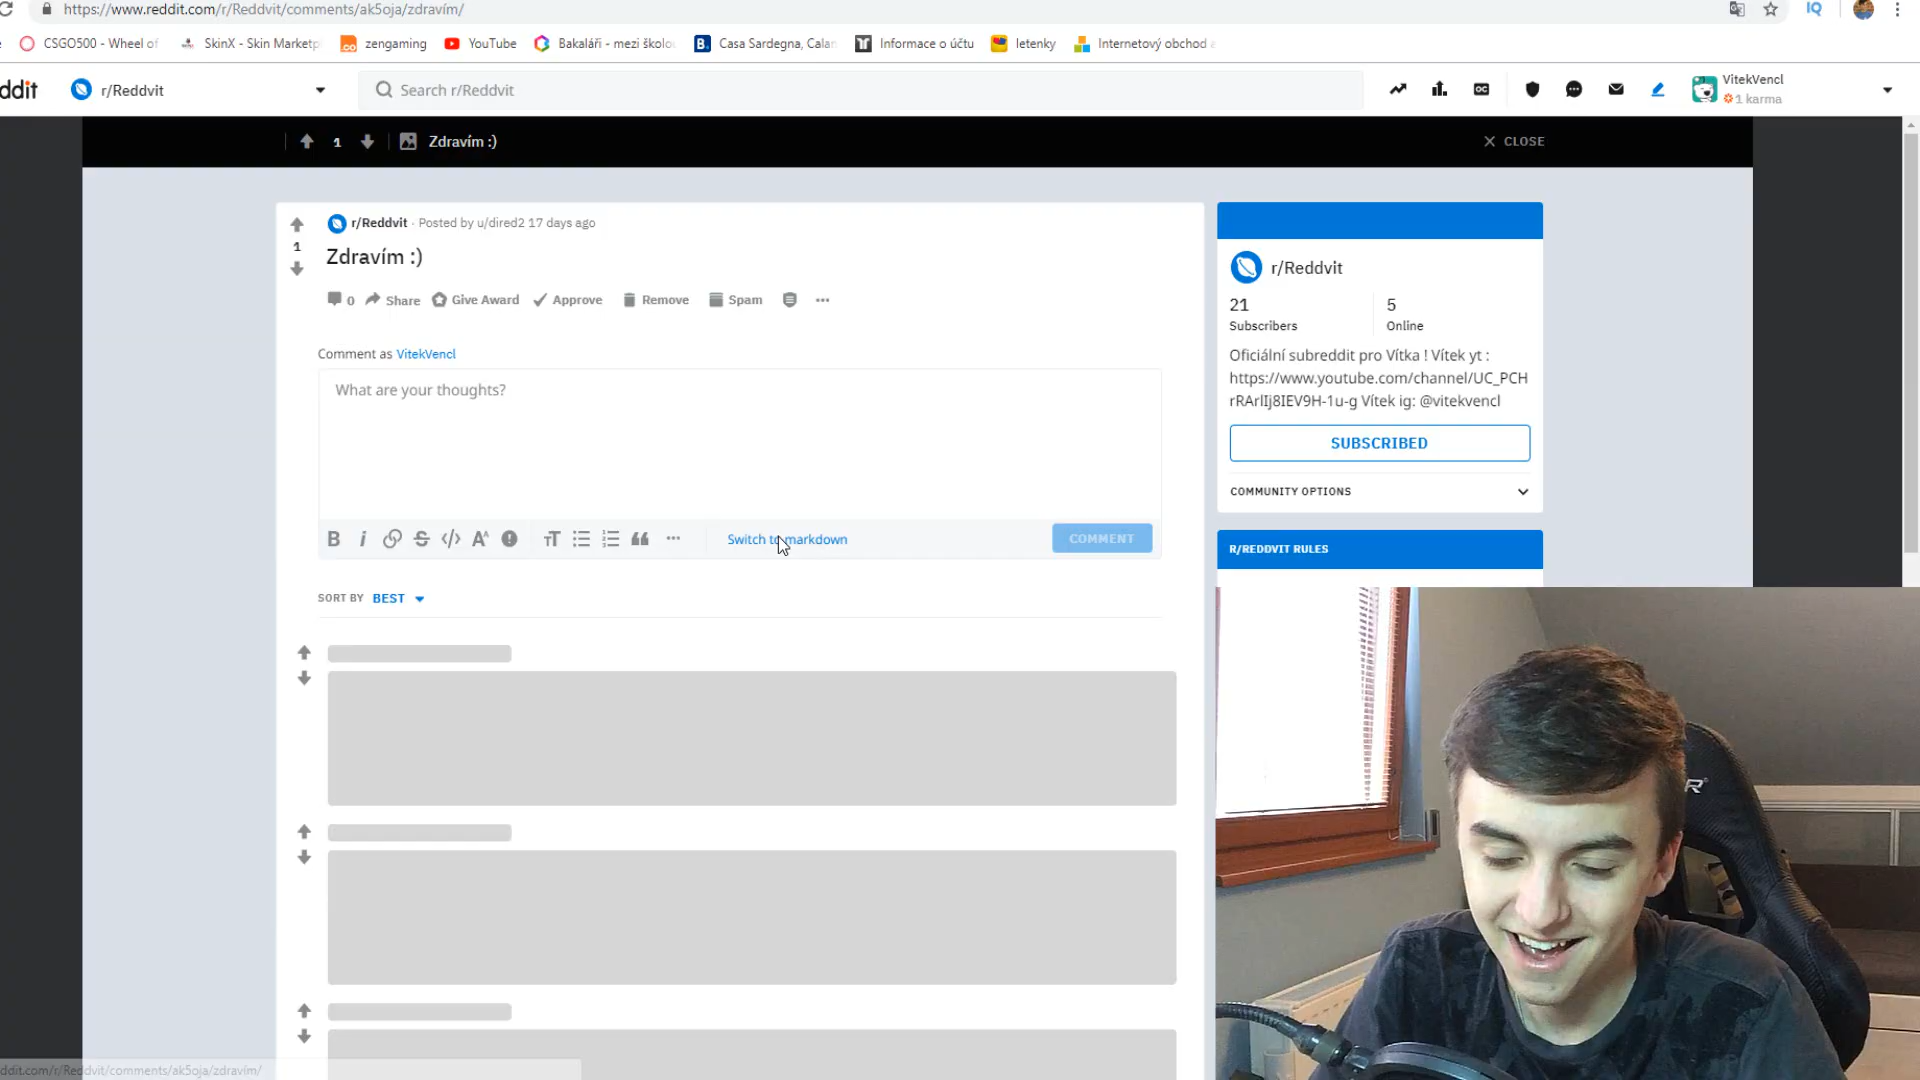 https://www.reddit.com/r/Reddvit/comments/ak5oja/zdravím/
CSGO500 - Wheel of
SkinX - Skin Marketp
zengaming
YouTube
Bakaláři - mezi školo
Casa Sardegna, Calan
Informace o účtu
letenky
Internetový obchod
IQ
ddit
r/Reddvit
Search r/Reddvit
OC
VitekVencl
1 karma
1
Zdravím :)
CLOSE
r/Reddvit · Posted by u/dired2 17 days ago
1
Zdravím :)
0 Share Give Award Approve Remove Spam
Comment as VitekVencl
What are your thoughts?
Switch to markdown
COMMENT
SORT BY BEST
r/Reddvit
21
Subscribers
5
Online
Oficiální subreddit pro Vítka ! Vítek yt :
https://www.youtube.com/channel/UC_PCH
rRArlIj8IEV9H-1u-g Vítek ig: @vitekvencl
SUBSCRIBED
COMMUNITY OPTIONS
R/REDDVIT RULES
ddit.com/r/Reddvit/comments/ak5oja/zdravím/